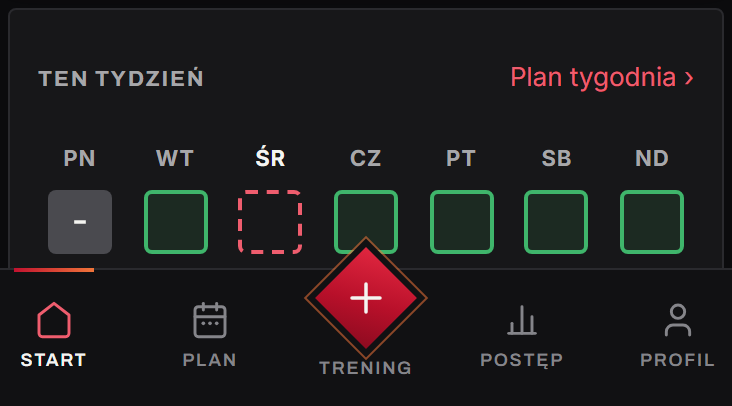 TEN TYDZIEŃ
Plan tygodnia ›
PN WT ŚR CZ PT SB ND
-
START PLAN TRENING POSTĘP PROFIL